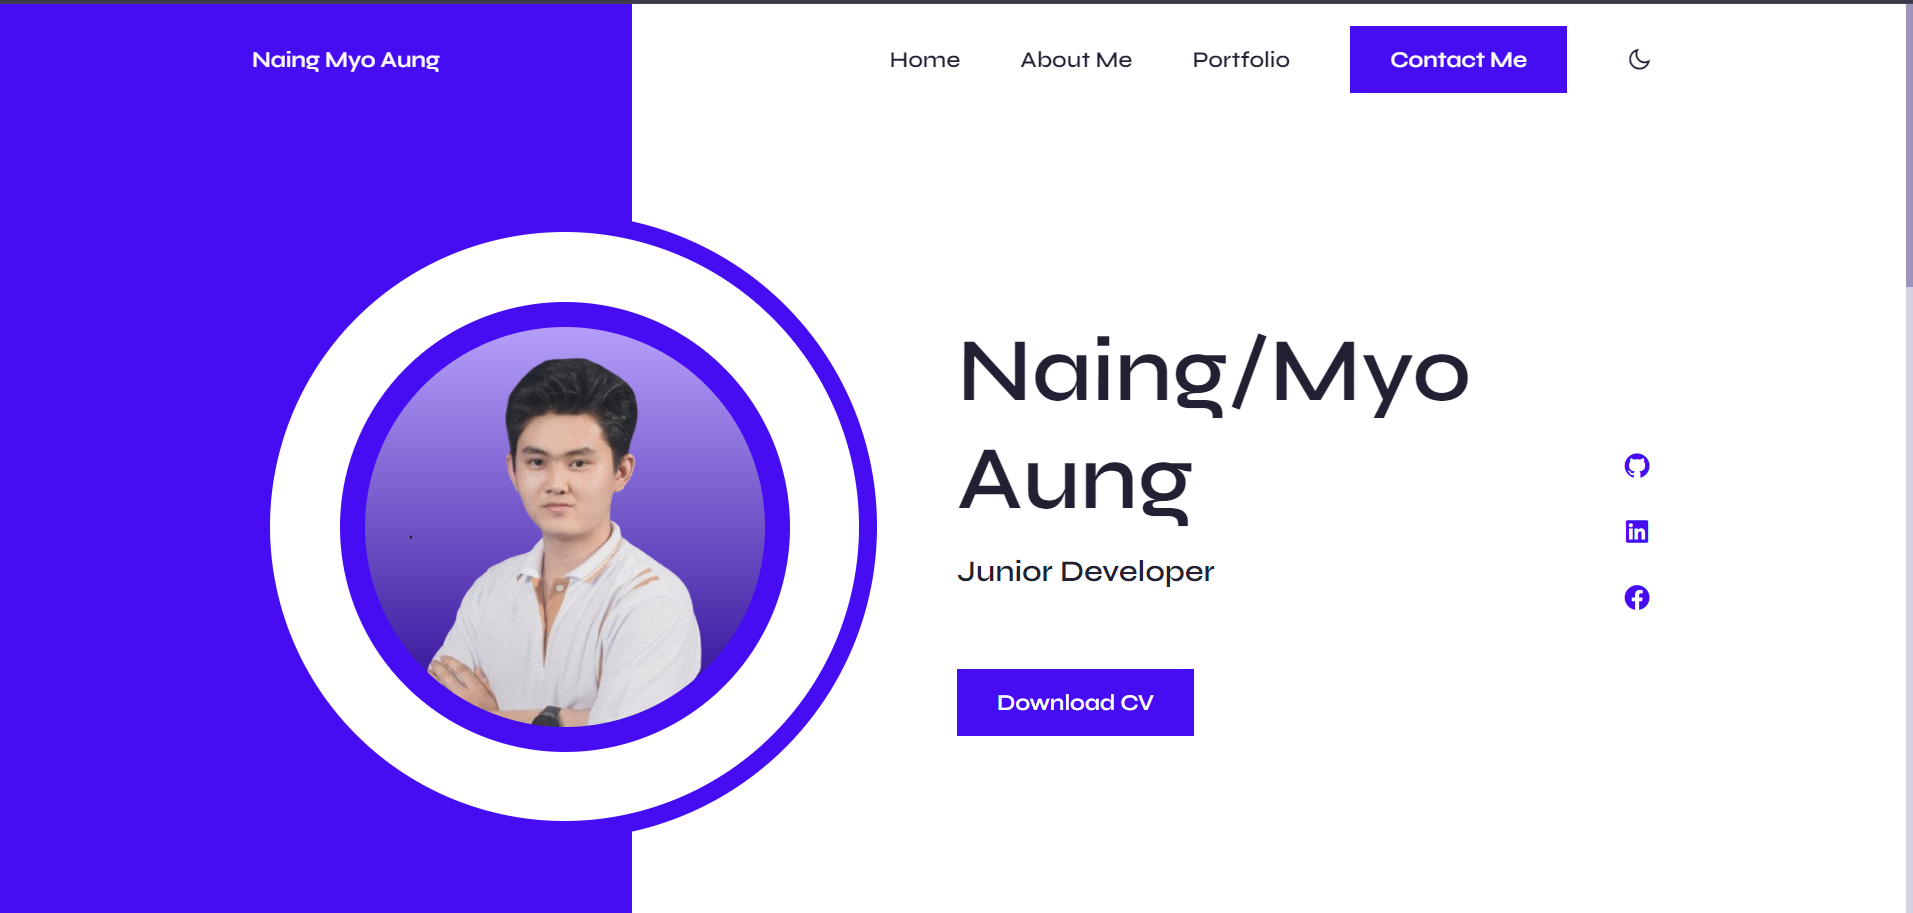 Naing Myo Aung
Home
About Me
Portfolio
Contact Me
Naing/Myo
Aung
Junior Developer
Download CV